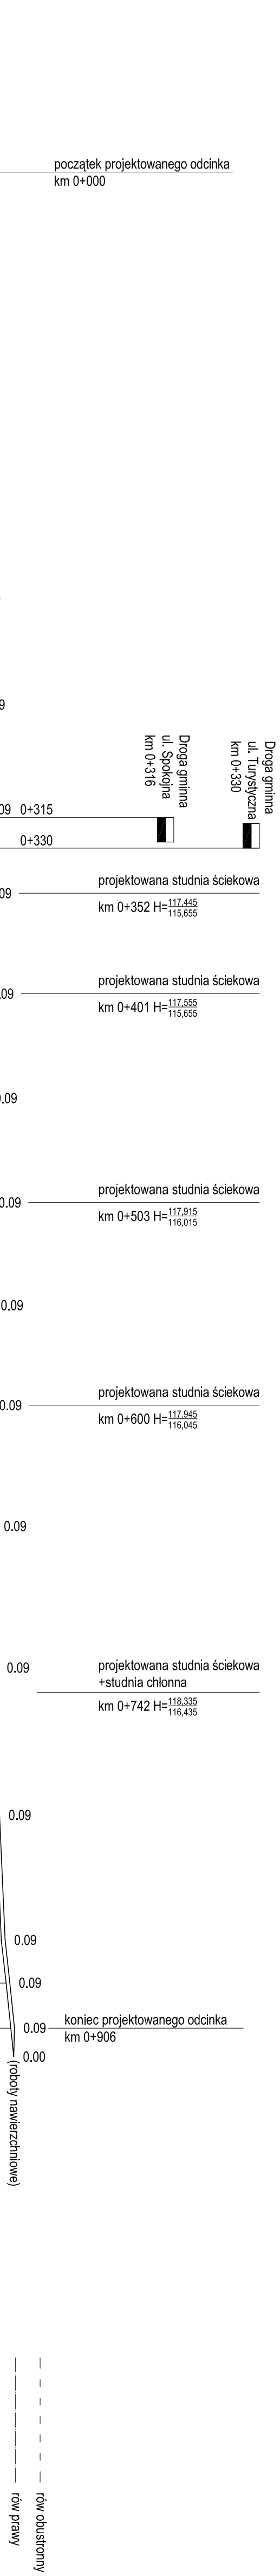 początek projektowanego odcinka
km 0+000
9
Droga gminna
ul. Spokojna
km 0+316
Droga gminna
ul. Turystyczna
km 0+330
09 0+315
0+330
projektowana studnia ściekowa
09
km 0+352 H=117,445
115,655
projektowana studnia ściekowa
.09
km 0+401 H=117,555
115,655
0.09
projektowana studnia ściekowa
0.09
km 0+503 H=117,915
116,015
0.09
projektowana studnia ściekowa
0.09
km 0+600 H=117,945
116,045
0.09
projektowana studnia ściekowa
0.09
+studnia chłonna
km 0+742 H=118,335
116,435
0.09
0.09
0.09
koniec projektowanego odcinka
0.09
km 0+906
0.00
(roboty nawierzchniowe)
rów prawy
rów obustronny